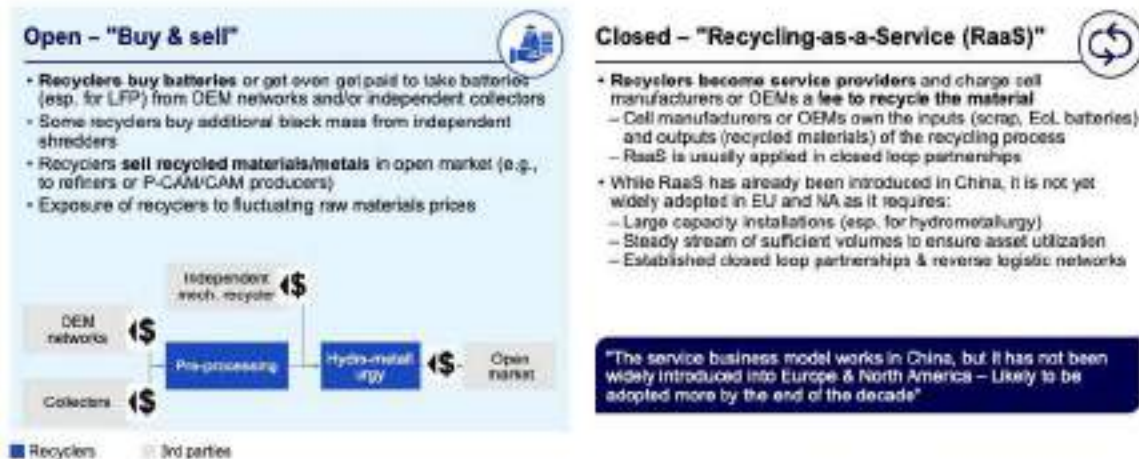 Open – "Buy & sell"
• Recyclers buy batteries or get even get paid to take batteries
(esp. for LFP) from OEM networks and/or independent collectors
• Some recyclers buy additional black mass from independent
shredders
• Recyclers sell recycled materials/metals in open market (e.g.,
to refiners or P-CAM/CAM producers)
• Exposure of recyclers to fluctuating raw materials prices
Independent
mech. recycler
$
OEM
networks
$
Pre-processing
Hydro-metall
urgy
$
Open
market
Collectors
$
Recyclers
3rd parties
Closed – "Recycling-as-a-Service (RaaS)"
• Recyclers become service providers and charge cell
manufacturers or OEMs a fee to recycle the material
– Cell manufacturers or OEMs own the inputs (scrap, EoL batteries)
and outputs (recycled materials) of the recycling process
– RaaS is usually applied in closed loop partnerships
• While RaaS has already been introduced in China, it is not yet
widely adopted in EU and NA as it requires:
– Large capacity installations (esp. for hydrometallurgy)
– Steady stream of sufficient volumes to ensure asset utilization
– Established closed loop partnerships & reverse logistic networks
"The service business model works in China, but it has not been
widely introduced into Europe & North America – Likely to be
adopted more by the end of the decade"